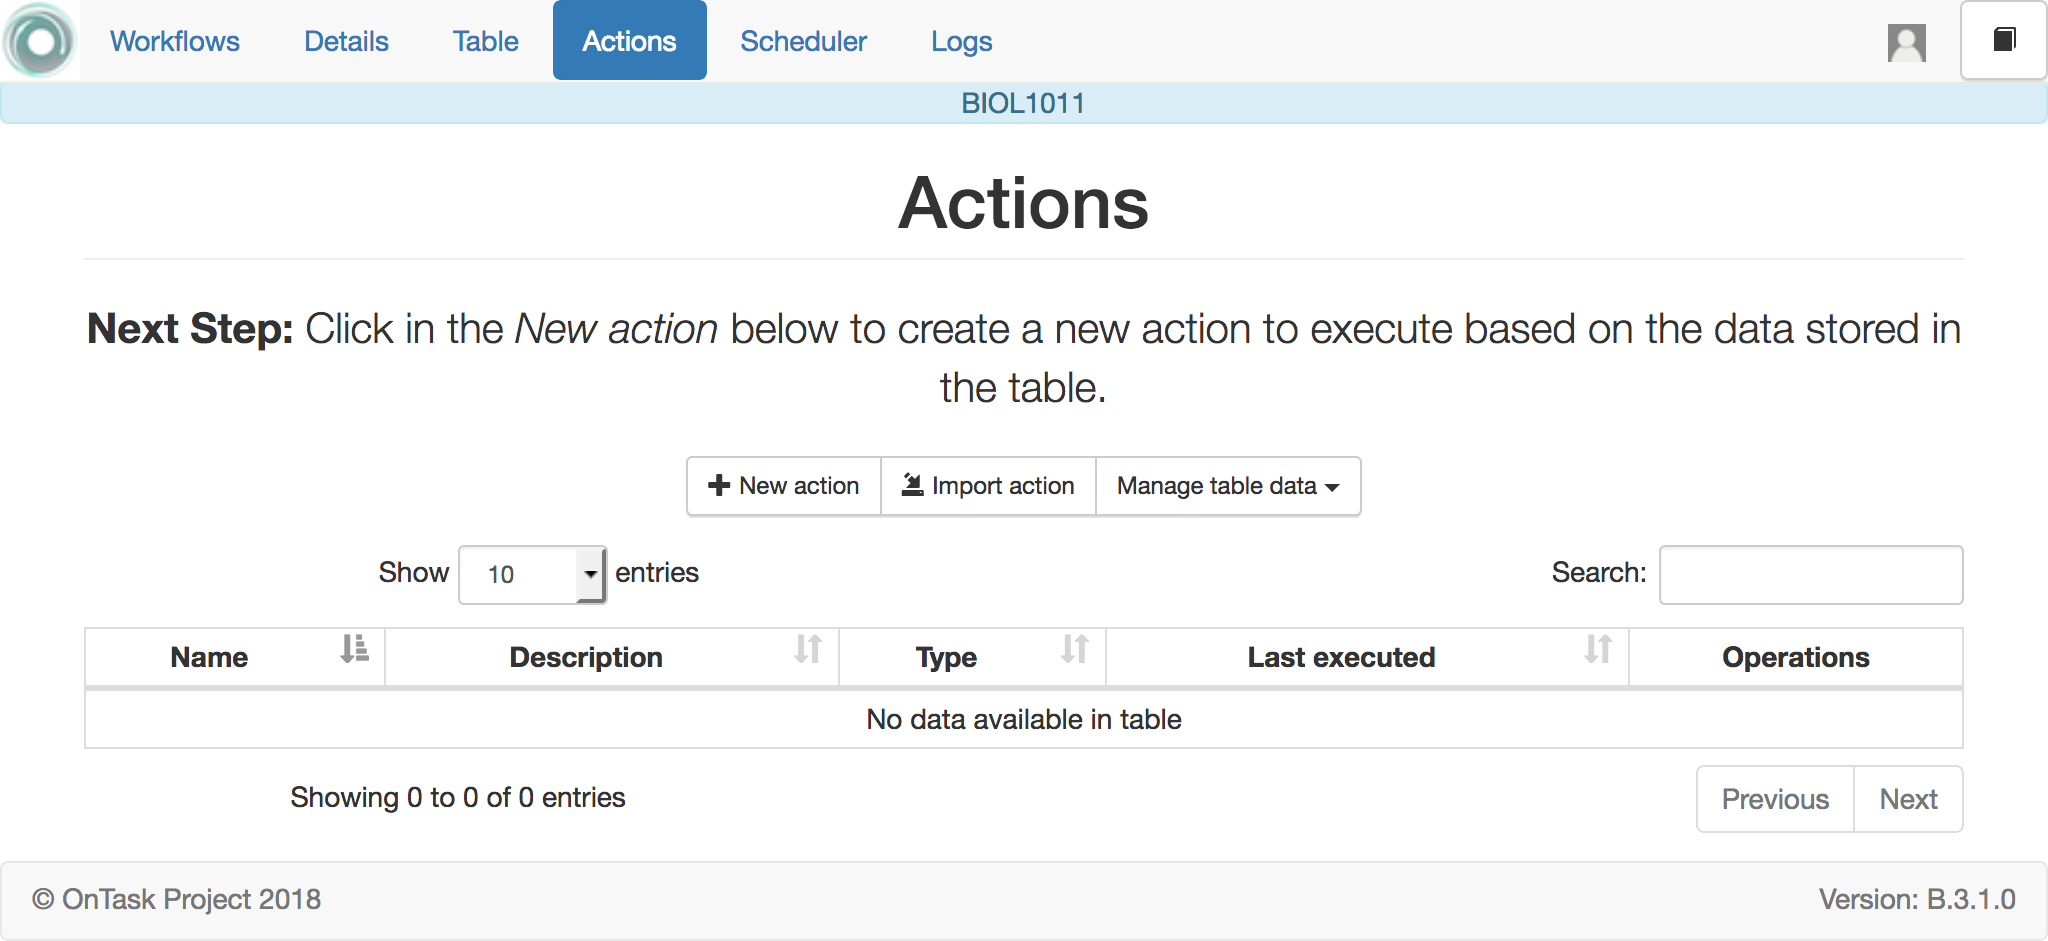 Workflows Details Table Actions Scheduler Logs
BIOL1011
Actions
Next Step: Click in the New action below to create a new action to execute based on the data stored in
the table.
New action Import action Manage table data
Show 10 entries Search:
Name Description Type Last executed Operations
No data available in table
Showing 0 to 0 of 0 entries Previous Next
© OnTask Project 2018 Version: B.3.1.0